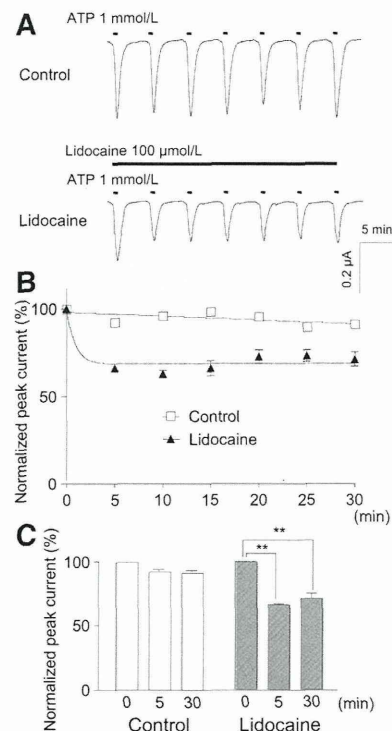 A
ATP 1 mmol/L
Control
Lidocaine 100 µmol/L
ATP 1 mmol/L
Lidocaine
5 min
0.2 µA
B
Normalized peak current (%)
100
50
0
Control
Lidocaine
0 5 10 15 20 25 30
(min)
C
Normalized peak current (%)
100
50
0
**
**
0 5 30 0 5 30 (min)
Control Lidocaine